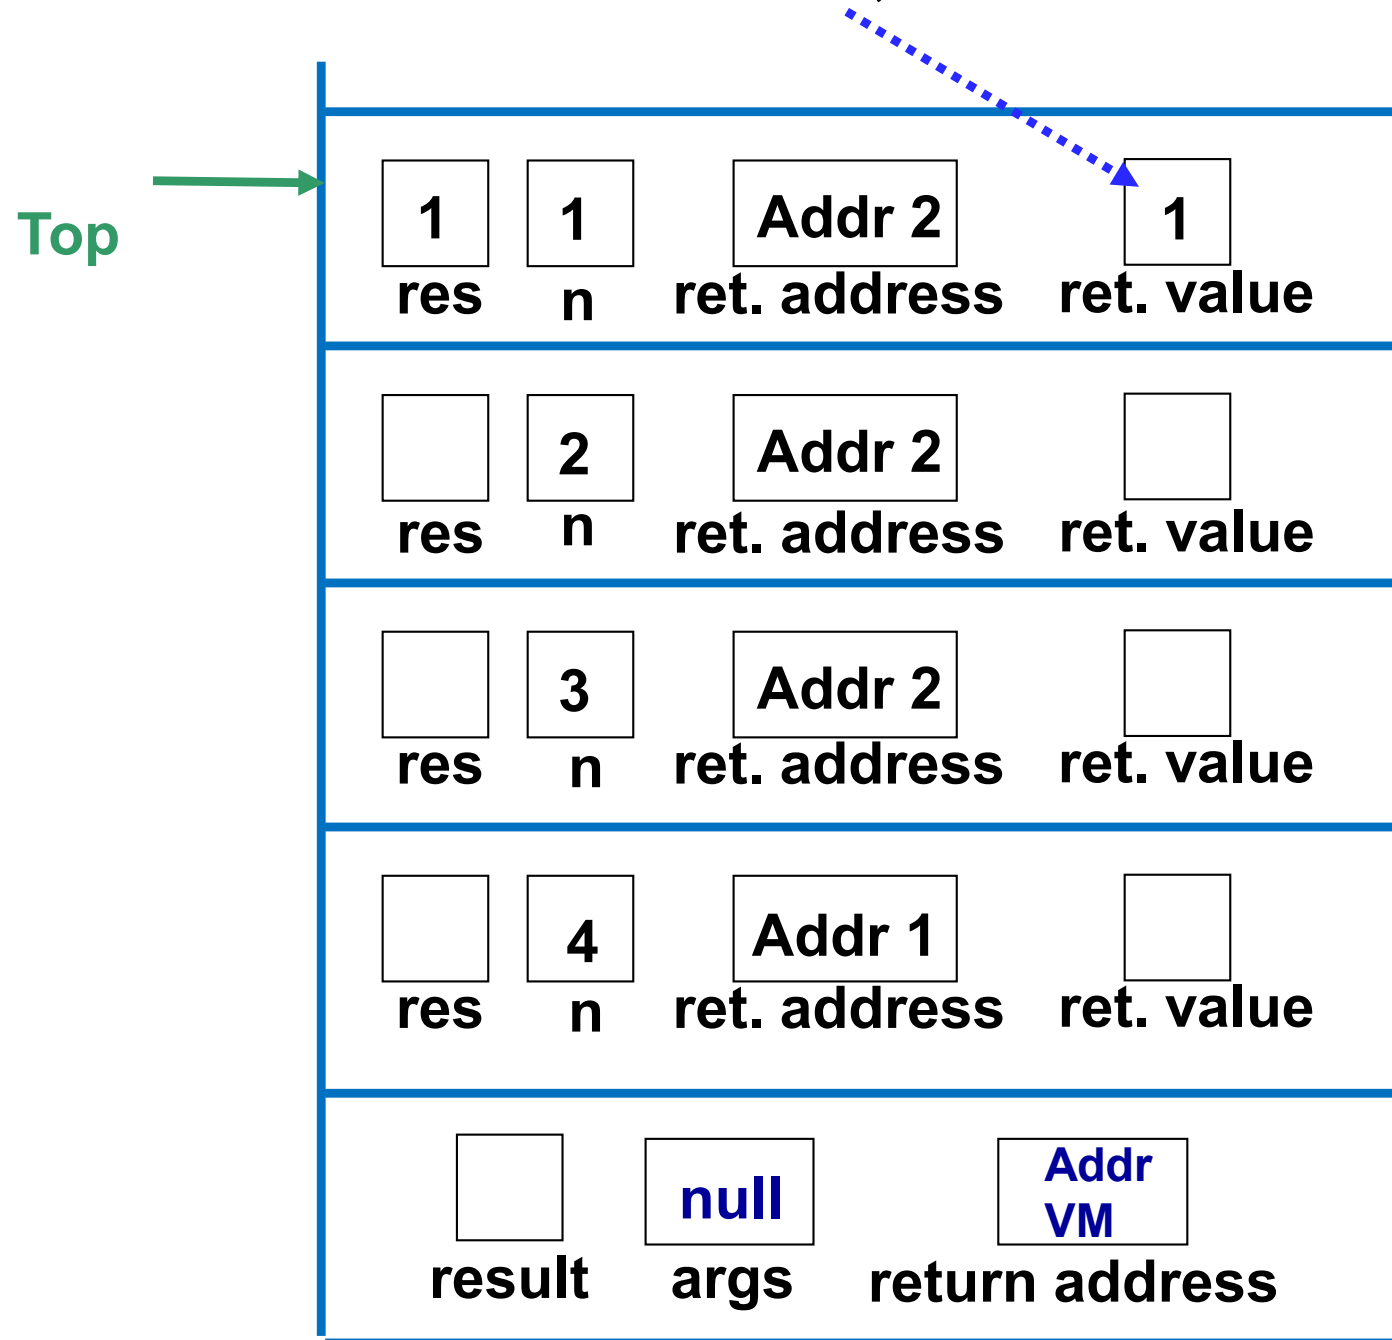 Top
1 1 Addr 2 1
res n ret. address ret. value
2 Addr 2
res n ret. address ret. value
3 Addr 2
res n ret. address ret. value
4 Addr 1
res n ret. address ret. value
null Addr
VM
result args return address